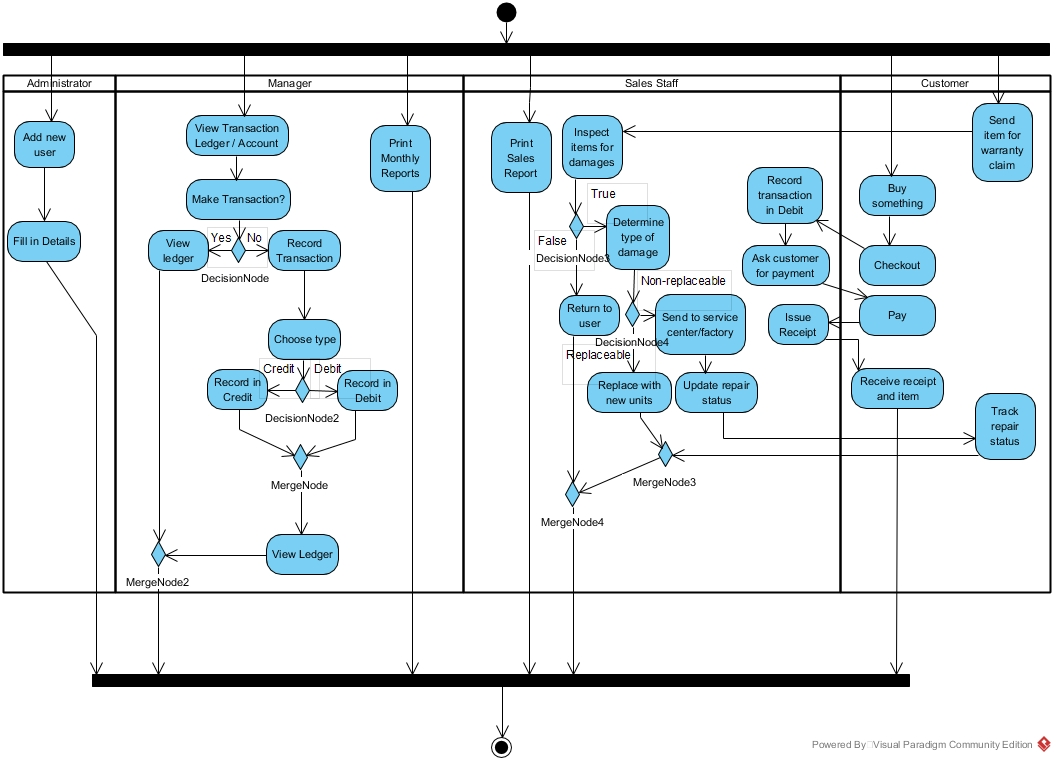 Administrator
Manager
Sales Staff
Customer
Add new
user
Fill in Details
View Transaction
Ledger / Account
Make Transaction?
Yes
No
View
ledger
Record
Transaction
DecisionNode
Choose type
Credit
Debit
Record in
Credit
Record in
Debit
DecisionNode2
MergeNode
View Ledger
MergeNode2
Print
Monthly
Reports
Print
Sales
Report
Inspect
items for
damages
True
False
Determine
type of
damage
DecisionNode3
Non-replaceable
Return to
user
Send to service
center/factory
DecisionNode4
Replaceable
Replace with
new units
Update repair
status
MergeNode3
MergeNode4
Record
transaction
in Debit
Ask customer
for payment
Issue
Receipt
Send
item for
warranty
claim
Buy
something
Checkout
Pay
Receive receipt
and item
Track
repair
status
Powered By Visual Paradigm Community Edition